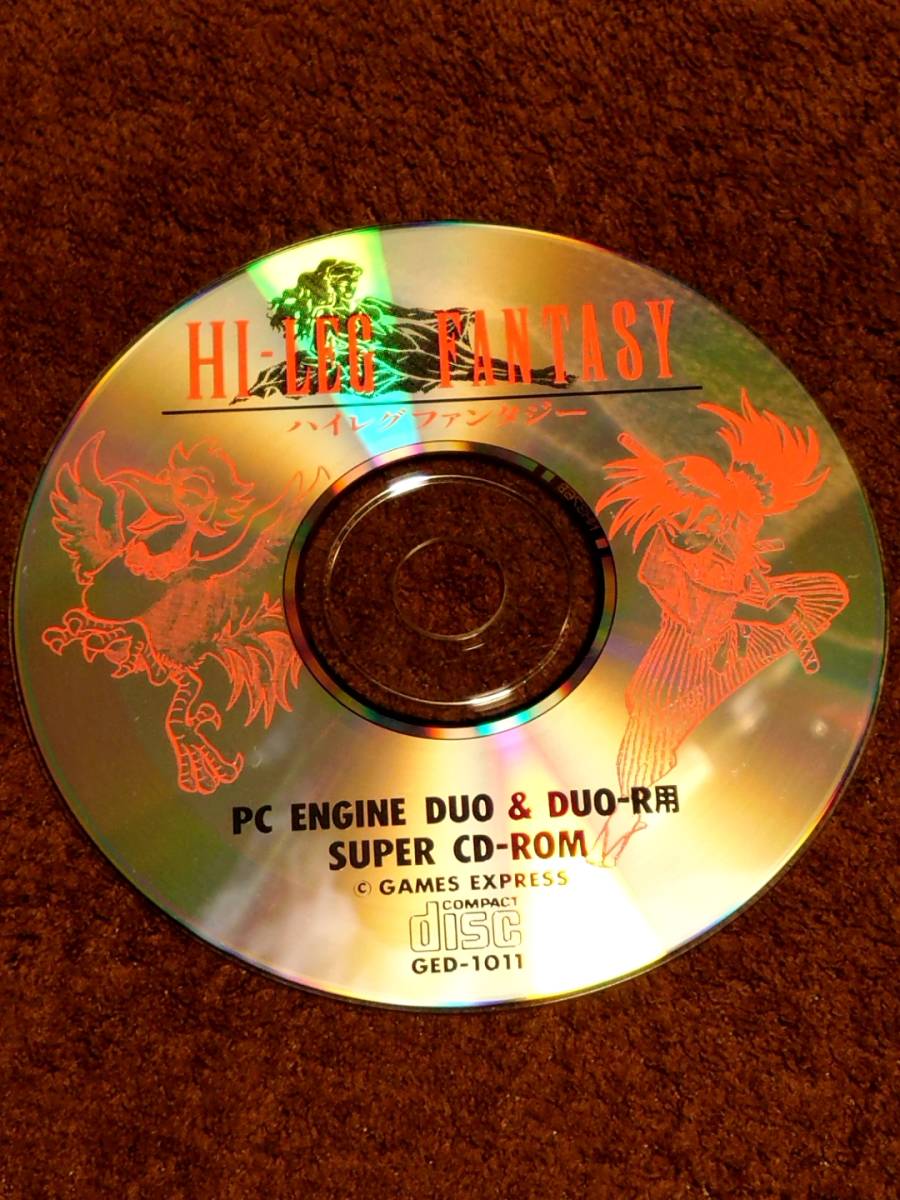 HI-LEG FANTASY
ハイレグファンタジー
PC ENGINE DUO & DUO-R用
SUPER CD-ROM
© GAMES EXPRESS
COMPACT
disc
GED-1011